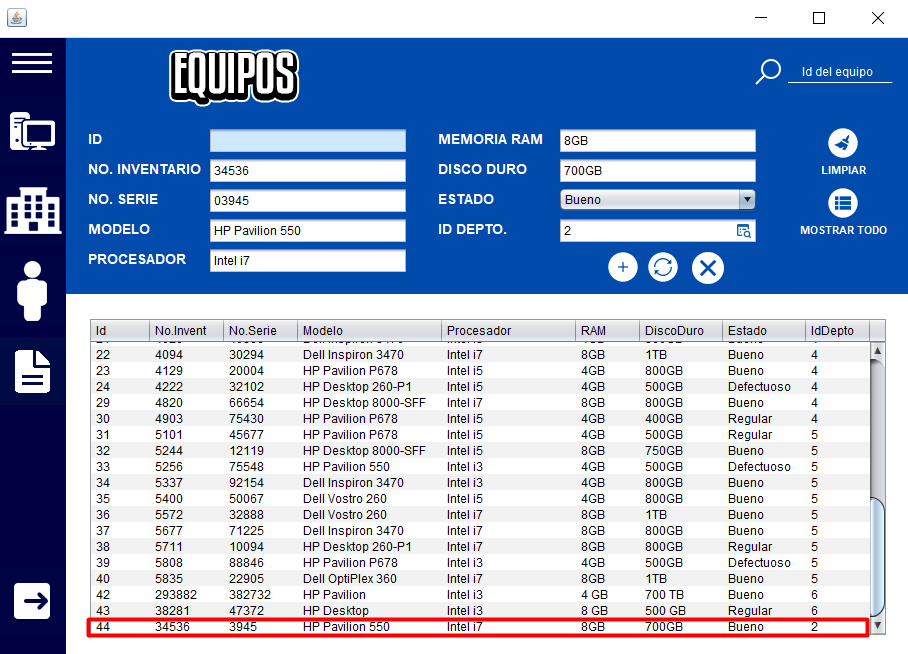 EQUIPOS
Id del equipo
ID
NO. INVENTARIO 34536
NO. SERIE 03945
MODELO HP Pavilion 550
PROCESADOR Intel i7
MEMORIA RAM 8GB
DISCO DURO 700GB
ESTADO Bueno
ID DEPTO. 2
LIMPIAR
MOSTRAR TODO
Id No.Invent No.Serie Modelo Procesador RAM DiscoDuro Estado IdDepto
22 4094 30294 Dell Inspiron 3470 Intel i7 8GB 1TB Bueno 4
23 4129 20004 HP Pavilion P678 Intel i5 4GB 800GB Bueno 4
24 4222 32102 HP Desktop 260-P1 Intel i5 4GB 500GB Defectuoso 4
29 4820 66654 HP Desktop 8000-SFF Intel i7 8GB 800GB Bueno 4
30 4903 75430 HP Pavilion P678 Intel i5 4GB 400GB Regular 4
31 5101 45677 HP Pavilion P678 Intel i5 4GB 500GB Regular 5
32 5244 12119 HP Desktop 8000-SFF Intel i5 8GB 750GB Bueno 5
33 5256 75548 HP Pavilion 550 Intel i3 4GB 500GB Defectuoso 5
34 5337 92154 Dell Inspiron 3470 Intel i3 4GB 800GB Bueno 5
35 5400 50067 Dell Vostro 260 Intel i5 4GB 800GB Bueno 5
36 5572 32888 Dell Vostro 260 Intel i7 8GB 1TB Bueno 5
37 5677 71225 Dell Inspiron 3470 Intel i7 8GB 800GB Bueno 5
38 5711 10094 HP Desktop 260-P1 Intel i7 8GB 800GB Regular 5
39 5808 88846 HP Pavilion P678 Intel i3 4GB 500GB Defectuoso 5
40 5835 22905 Dell OptiPlex 360 Intel i7 8GB 1TB Bueno 5
42 293882 382732 HP Pavilion Intel i3 4 GB 700 TB Bueno 6
43 38281 47372 HP Desktop Intel i3 8 GB 500 GB Regular 6
44 34536 3945 HP Pavilion 550 Intel i7 8GB 700GB Bueno 2